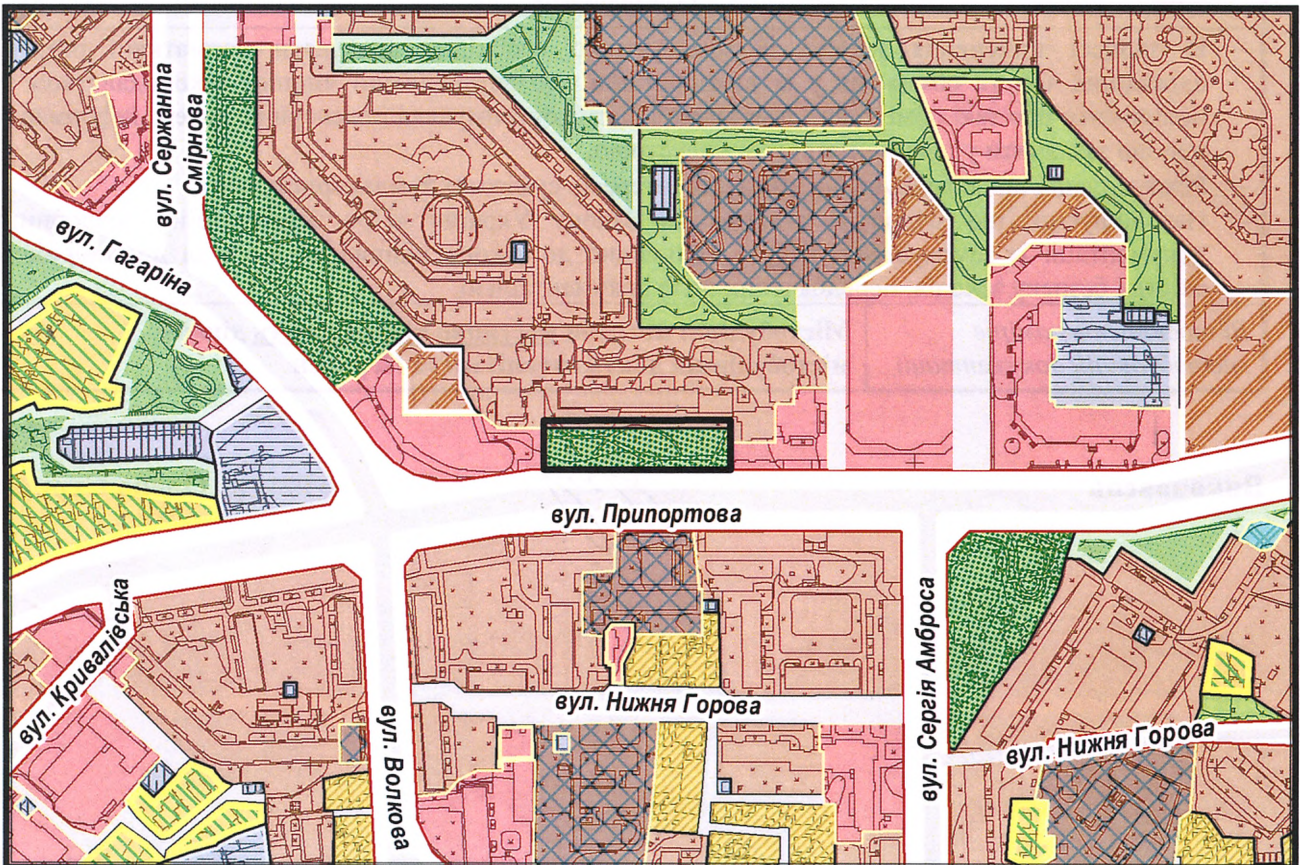 вул. Сержанта
Смірнова
вул. Гагаріна
вул. Припортова
вул. Кривалівська
вул. Волкова
вул. Нижня Горова
вул. Сергія Амброса
вул. Нижня Горова